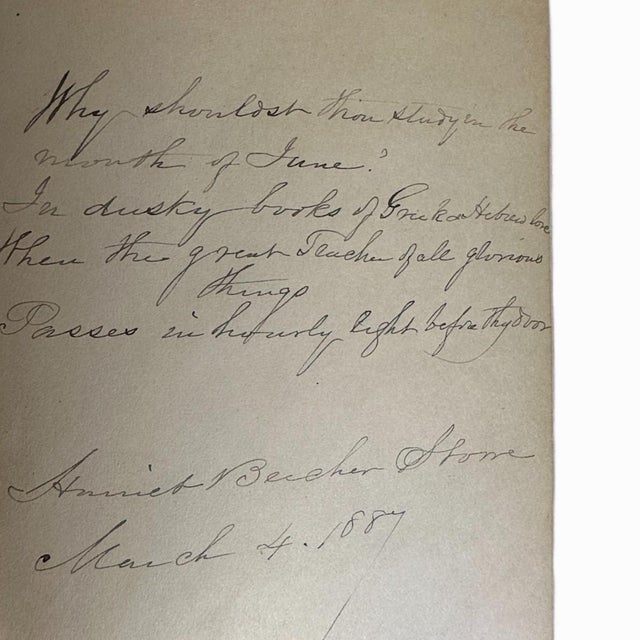 Why shouldst thou study in the
month of June?
In dusky books of Greek & Hebrew lore
When the great Teacher of all glorious
things
Passes in hourly light before thy door
Harriet Beecher Stowe
March 4. 1887